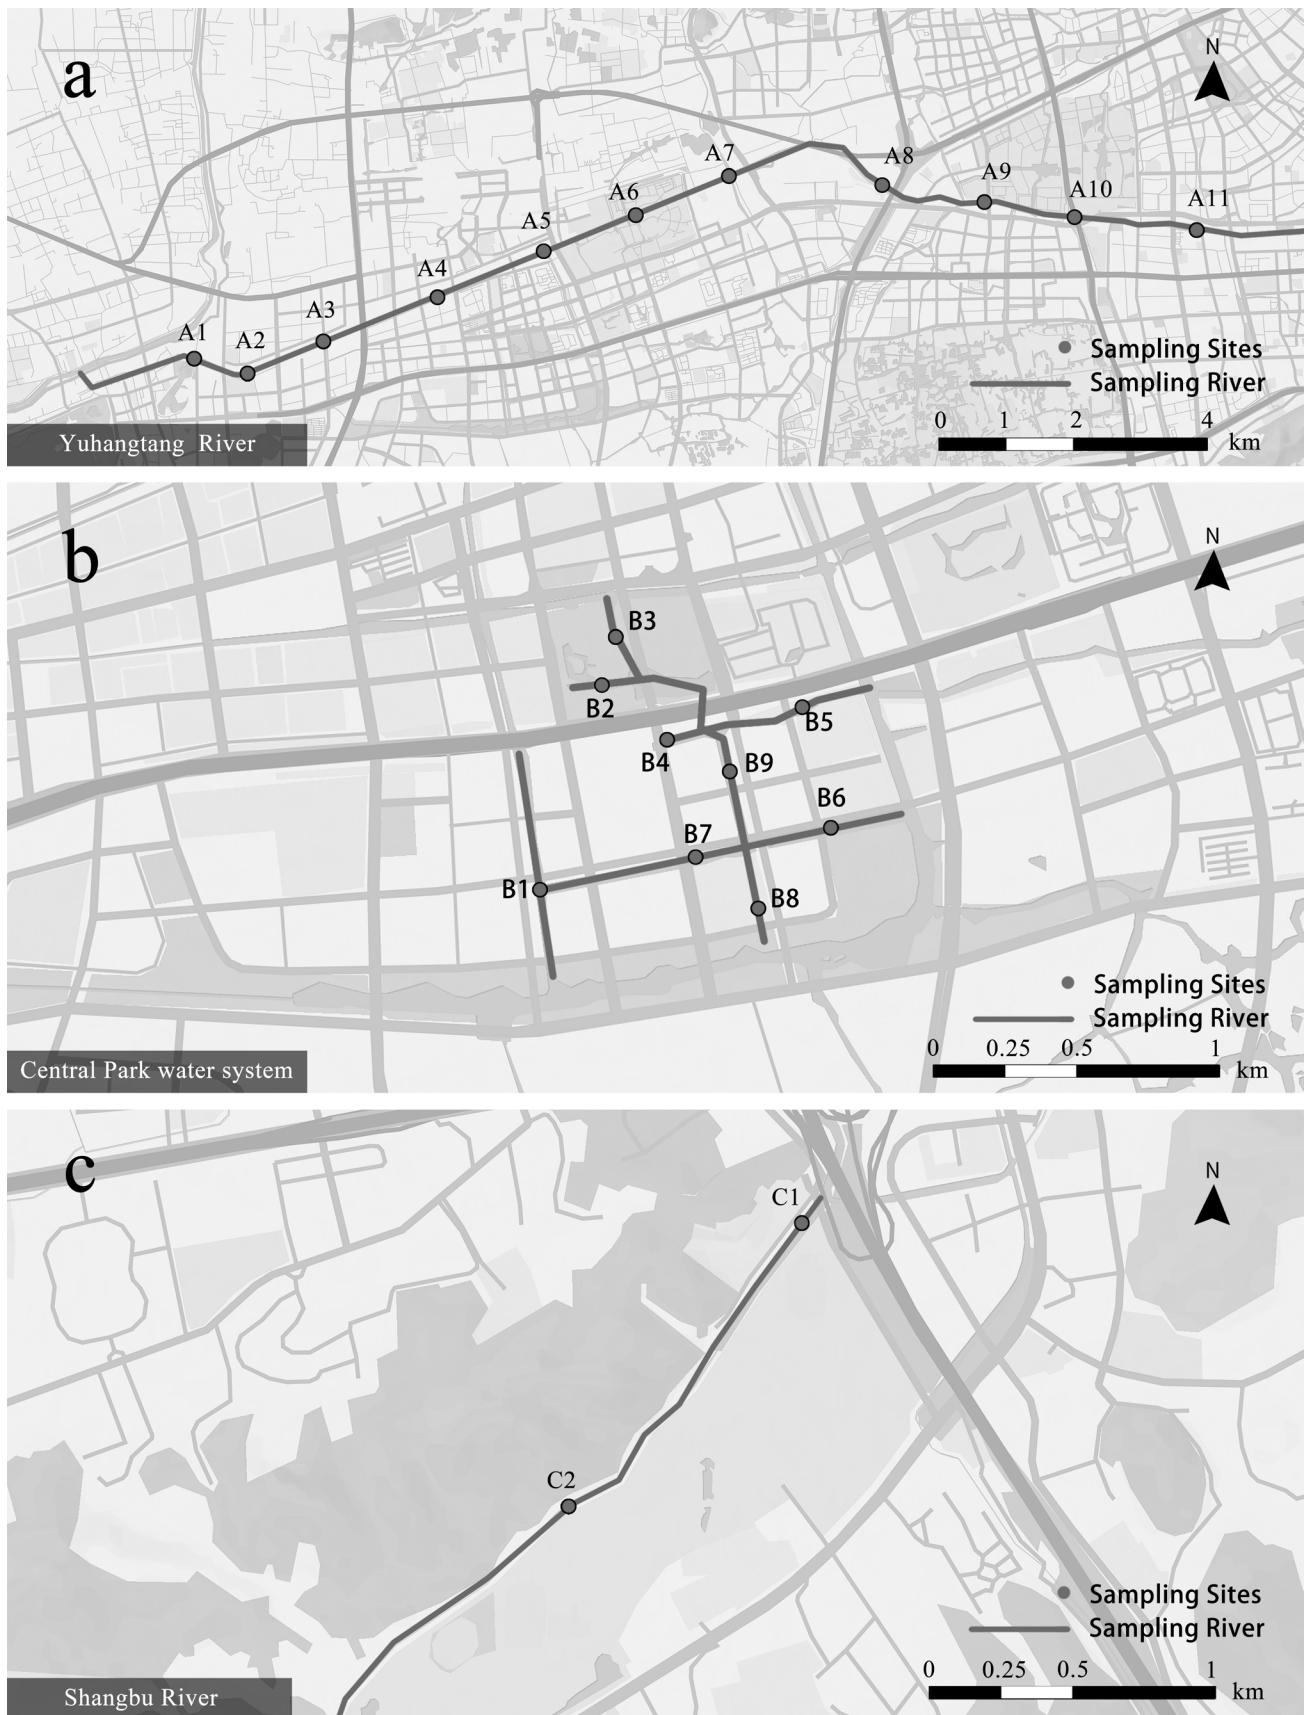 a
N
A7
A8
A9
A6
A10
A11
A5
A4
A3
A1
A2
Sampling Sites
Sampling River
0 1 2 4
km
Yuhangtang River
b
N
B3
B2
B5
B4
B9
B6
B7
B1
B8
Sampling Sites
Sampling River
0 0.25 0.5 1
km
Central Park water system
c
N
C1
C2
Sampling Sites
Sampling River
0 0.25 0.5 1
km
Shangbu River